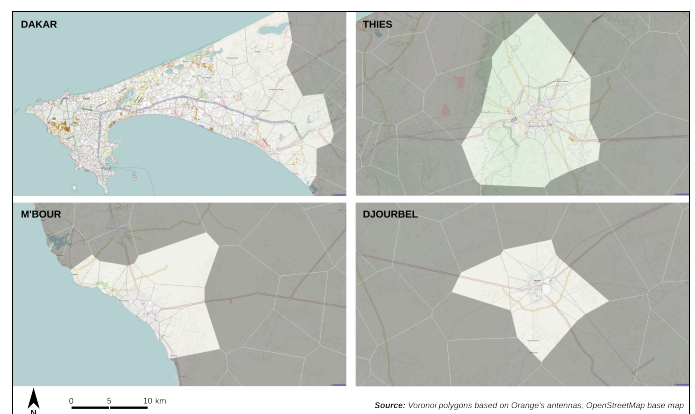 DAKAR
THIES
M'BOUR
DJOURBEL
N
0 5 10 km
Source: Voronoi polygons based on Orange's antennas, OpenStreetMap base map